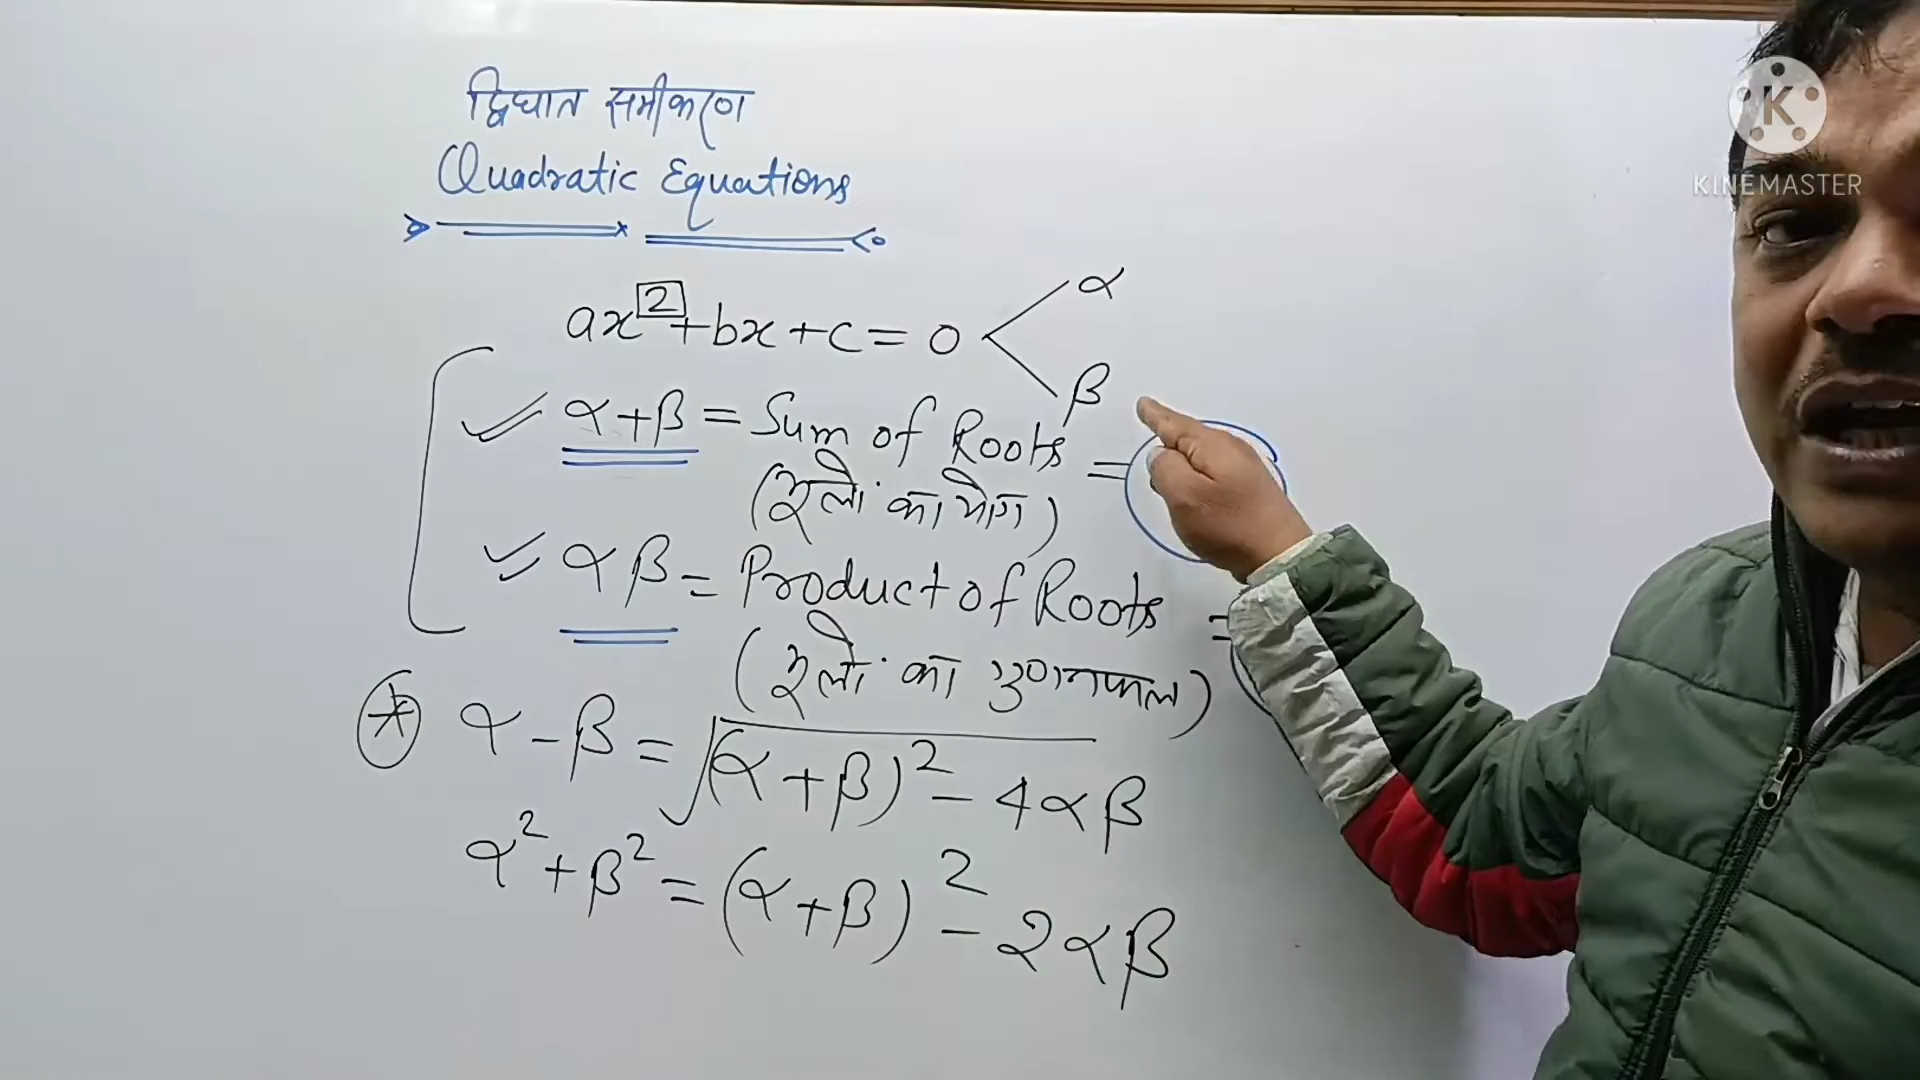 द्विघात समीकरण
Quadratic Equations
ax²+bx+c=0
α
β
α+β = Sum of Roots =
(मूलों का योग)
αβ = Product of Roots =
(मूलों का गुणनफल)
* α-β = √(α+β)²-4αβ
α²+β² = (α+β)²-2αβ
K
KINEMASTER